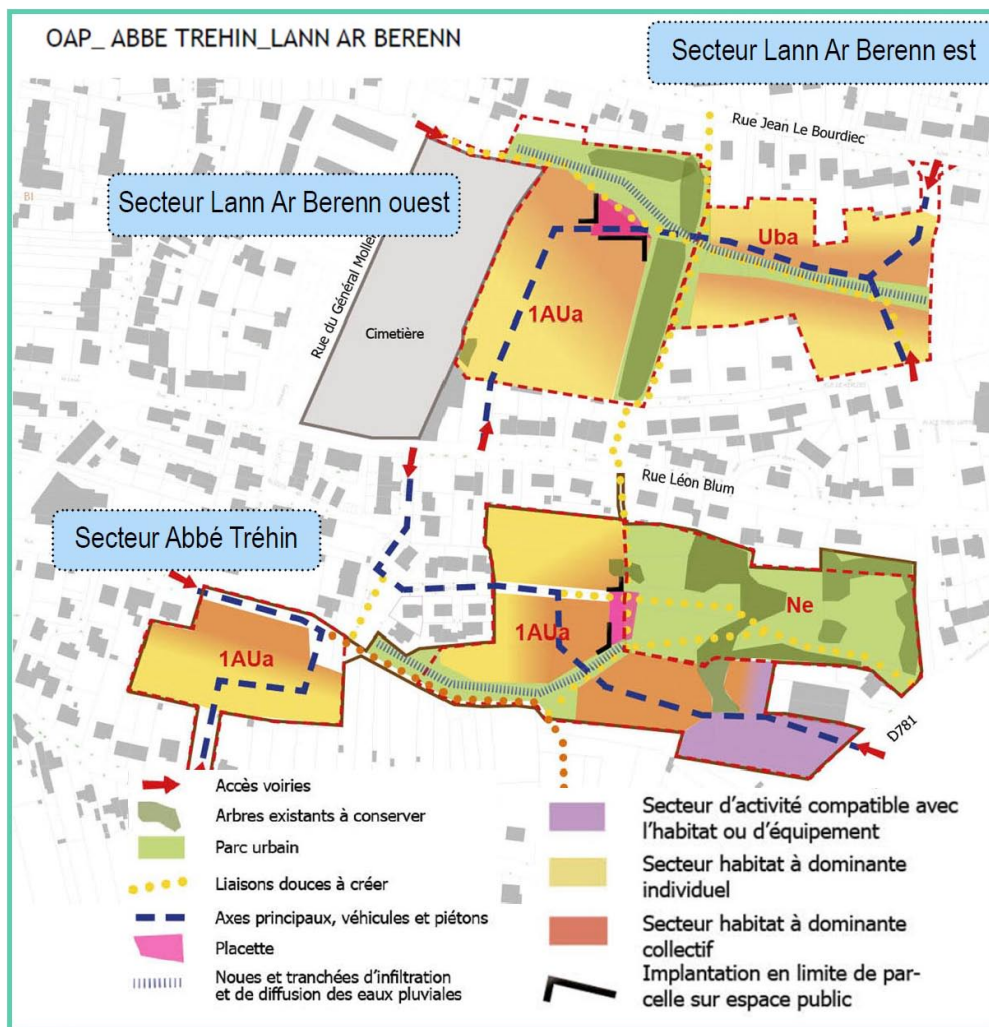 OAP_ ABBE TREHIN_LANN AR BERENN
Secteur Lann Ar Berenn est
Rue Jean Le Bourdiec
BI
Secteur Lann Ar Berenn ouest
Uba
Rue du Général Moller
Cimetière
1AUa
Rue Léon Blum
Secteur Abbé Tréhin
Ne
1AUa
1AUa
D781
Accès voiries
Arbres existants à conserver
Parc urbain
Liaisons douces à créer
Axes principaux, véhicules et piétons
Placette
Noues et tranchées d'infiltration
et de diffusion des eaux pluviales
Secteur d'activité compatible avec
l'habitat ou d'équipement
Secteur habitat à dominante
individuel
Secteur habitat à dominante
collectif
Implantation en limite de par-
celle sur espace public